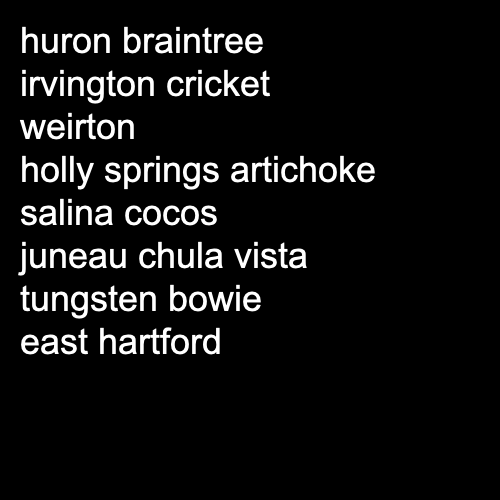 huron braintree
irvington cricket
weirton
holly springs artichoke
salina cocos
juneau chula vista
tungsten bowie
east hartford